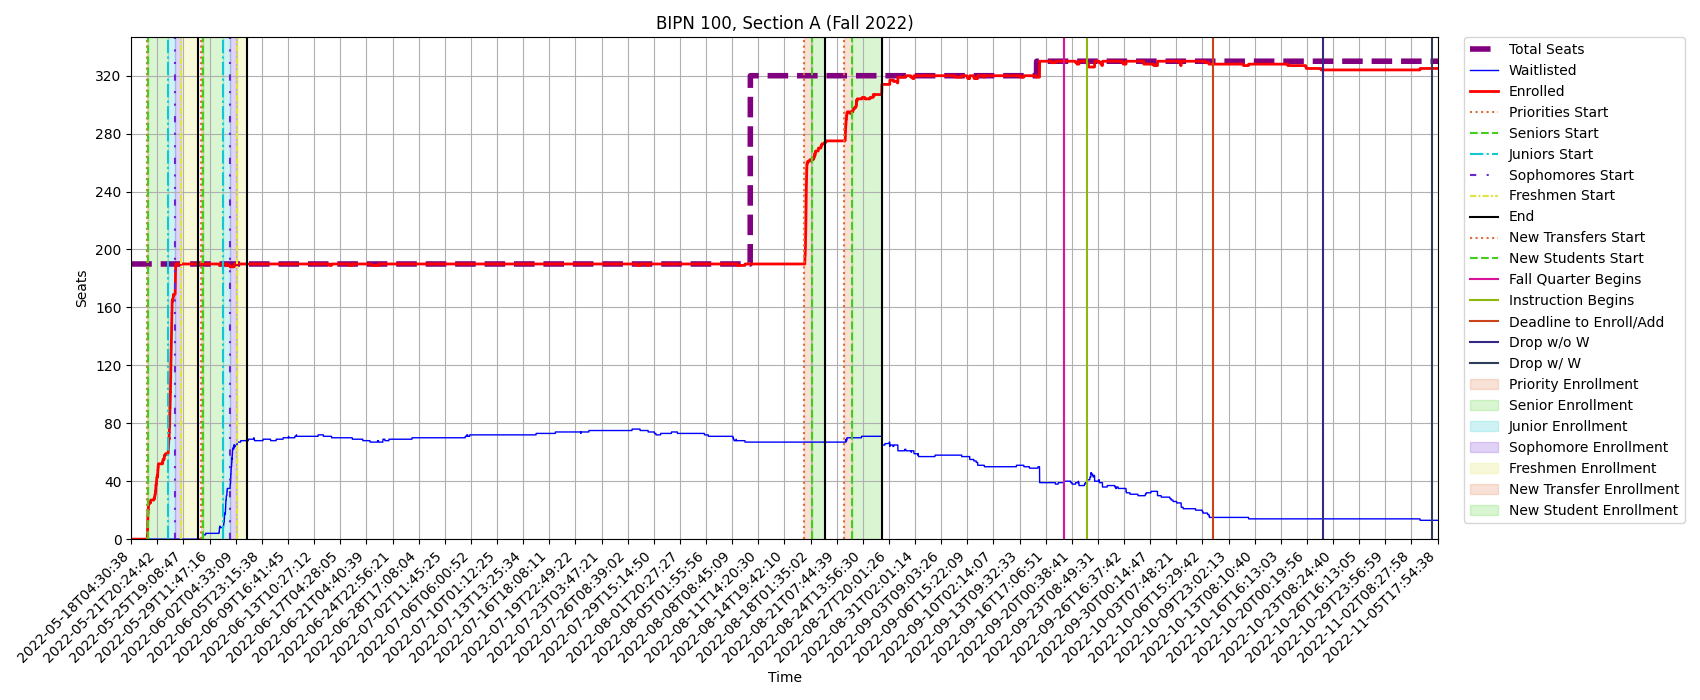 BIPN 100, Section A (Fall 2022)
Seats
320
280
240
200
160
120
80
40
0
2022-05-18T04:30:38
2022-05-21T20:24:42
2022-05-25T19:08:47
2022-05-29T11:47:16
2022-06-02T04:33:09
2022-06-05T23:15:38
2022-06-09T16:41:45
2022-06-13T10:27:12
2022-06-17T04:28:05
2022-06-21T04:40:39
2022-06-24T22:56:21
2022-06-28T17:08:04
2022-07-02T11:45:25
2022-07-06T06:00:52
2022-07-10T01:12:25
2022-07-13T13:25:34
2022-07-16T18:08:11
2022-07-19T22:49:22
2022-07-23T03:47:21
2022-07-26T08:39:02
2022-07-29T15:14:50
2022-08-01T20:27:27
2022-08-05T01:55:56
2022-08-08T08:45:09
2022-08-11T14:20:30
2022-08-14T19:42:10
2022-08-18T01:35:02
2022-08-21T07:44:39
2022-08-24T13:56:30
2022-08-27T20:01:26
2022-08-31T02:01:14
2022-09-03T09:03:26
2022-09-06T15:22:09
2022-09-10T02:14:07
2022-09-13T09:32:33
2022-09-16T17:06:51
2022-09-20T00:38:41
2022-09-23T08:49:31
2022-09-26T16:37:42
2022-09-30T00:14:47
2022-10-03T07:48:21
2022-10-06T15:29:42
2022-10-09T23:02:13
2022-10-13T08:10:40
2022-10-16T16:13:03
2022-10-20T00:19:56
2022-10-23T08:24:40
2022-10-26T16:13:05
2022-10-29T23:56:59
2022-11-02T08:27:58
2022-11-05T17:54:38
Time
Total Seats
Waitlisted
Enrolled
Priorities Start
Seniors Start
Juniors Start
Sophomores Start
Freshmen Start
End
New Transfers Start
New Students Start
Fall Quarter Begins
Instruction Begins
Deadline to Enroll/Add
Drop w/o W
Drop w/ W
Priority Enrollment
Senior Enrollment
Junior Enrollment
Sophomore Enrollment
Freshmen Enrollment
New Transfer Enrollment
New Student Enrollment